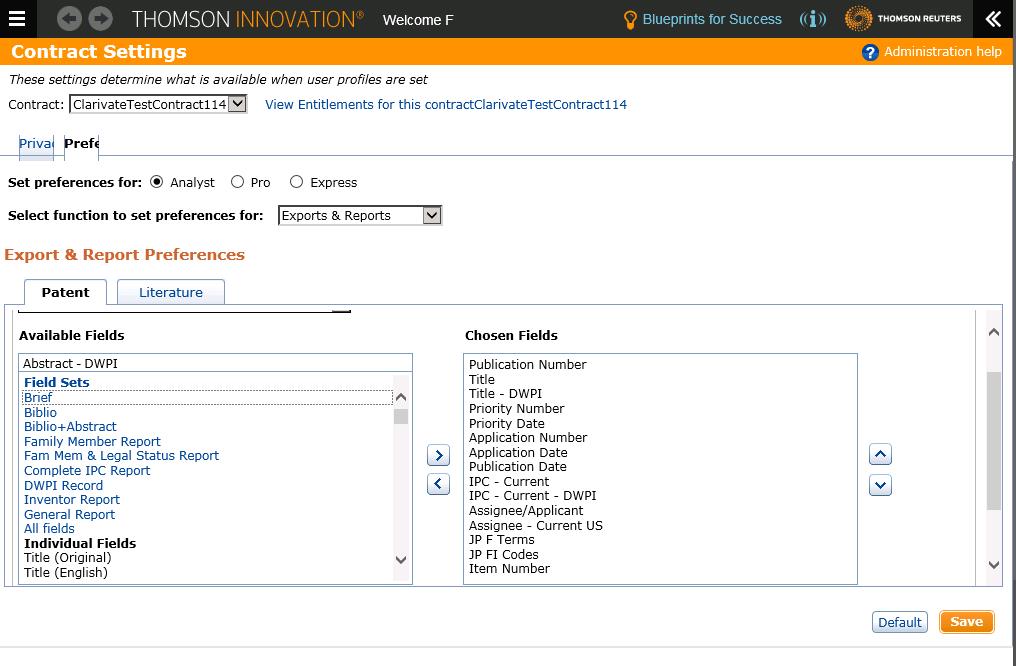 THOMSON INNOVATION® Welcome F Blueprints for Success THOMSON REUTERS
Contract Settings Administration help
These settings determine what is available when user profiles are set
Contract: ClarivateTestContract114 View Entitlements for this contractClarivateTestContract114
Privac Prefe
Set preferences for: Analyst Pro Express
Select function to set preferences for: Exports & Reports
Export & Report Preferences
Patent Literature
Available Fields Chosen Fields
Abstract - DWPI
Field Sets
Brief
Biblio
Biblio+Abstract
Family Member Report
Fam Mem & Legal Status Report
Complete IPC Report
DWPI Record
Inventor Report
General Report
All fields
Individual Fields
Title (Original)
Title (English)
Publication Number
Title
Title - DWPI
Priority Number
Priority Date
Application Number
Application Date
Publication Date
IPC - Current
IPC - Current - DWPI
Assignee/Applicant
Assignee - Current US
JP F Terms
JP FI Codes
Item Number
Default Save